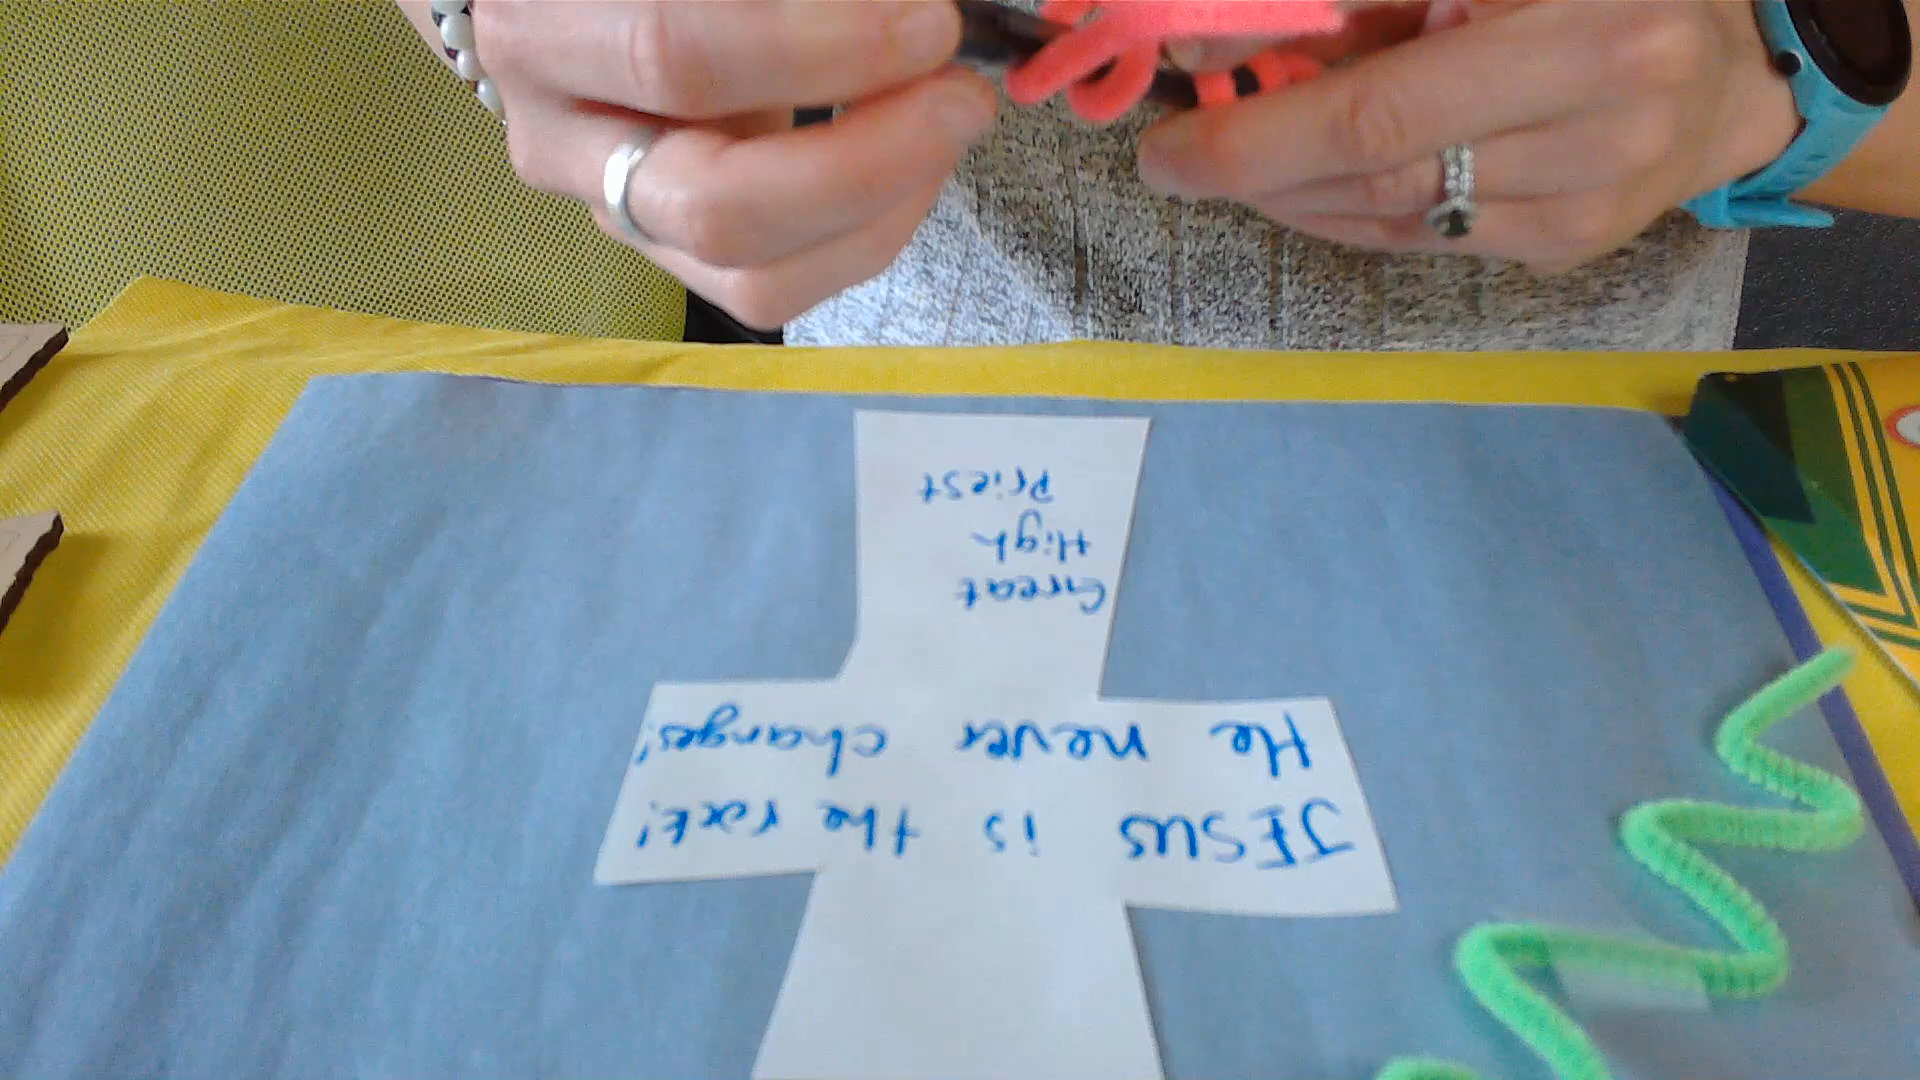 JESUS is the rock!
He never changes!
Great
High
Priest